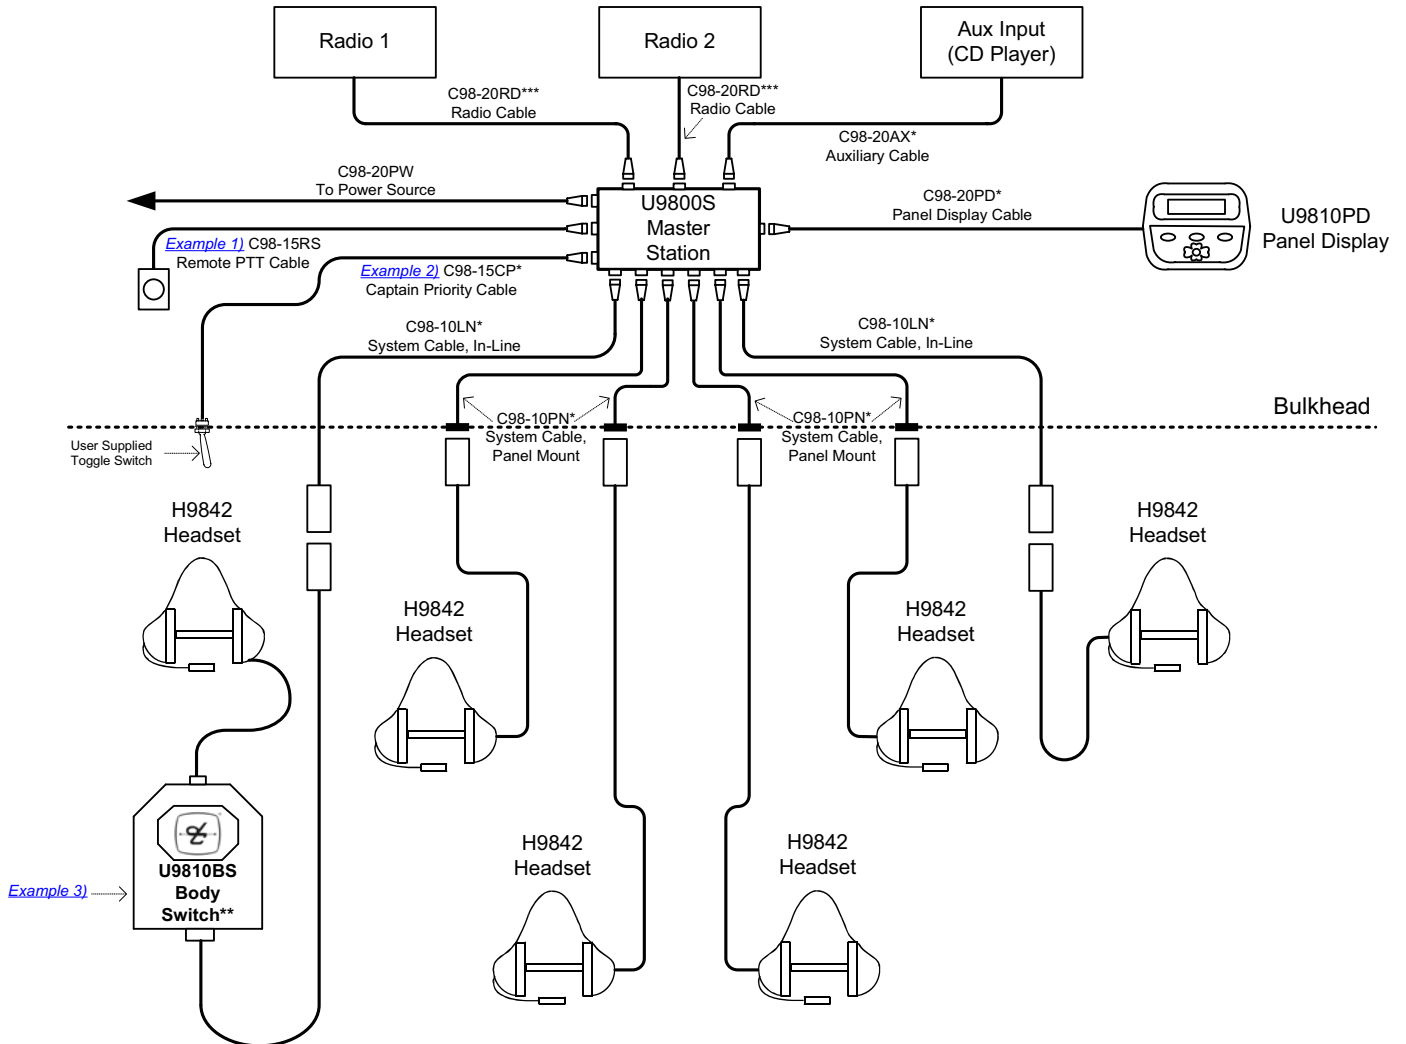 Radio 1
Radio 2
Aux Input
(CD Player)
C98-20RD***
Radio Cable
C98-20RD***
Radio Cable
C98-20AX*
Auxiliary Cable
C98-20PW
To Power Source
U9800S
Master
Station
C98-20PD*
Panel Display Cable
U9810PD
Panel Display
Example 1) C98-15RS
Remote PTT Cable
Example 2) C98-15CP*
Captain Priority Cable
C98-10LN*
System Cable, In-Line
C98-10LN*
System Cable, In-Line
Bulkhead
C98-10PN*
System Cable,
Panel Mount
C98-10PN*
System Cable,
Panel Mount
User Supplied
Toggle Switch
H9842
Headset
H9842
Headset
H9842
Headset
H9842
Headset
H9842
Headset
H9842
Headset
U9810BS
Body
Switch**
Example 3)